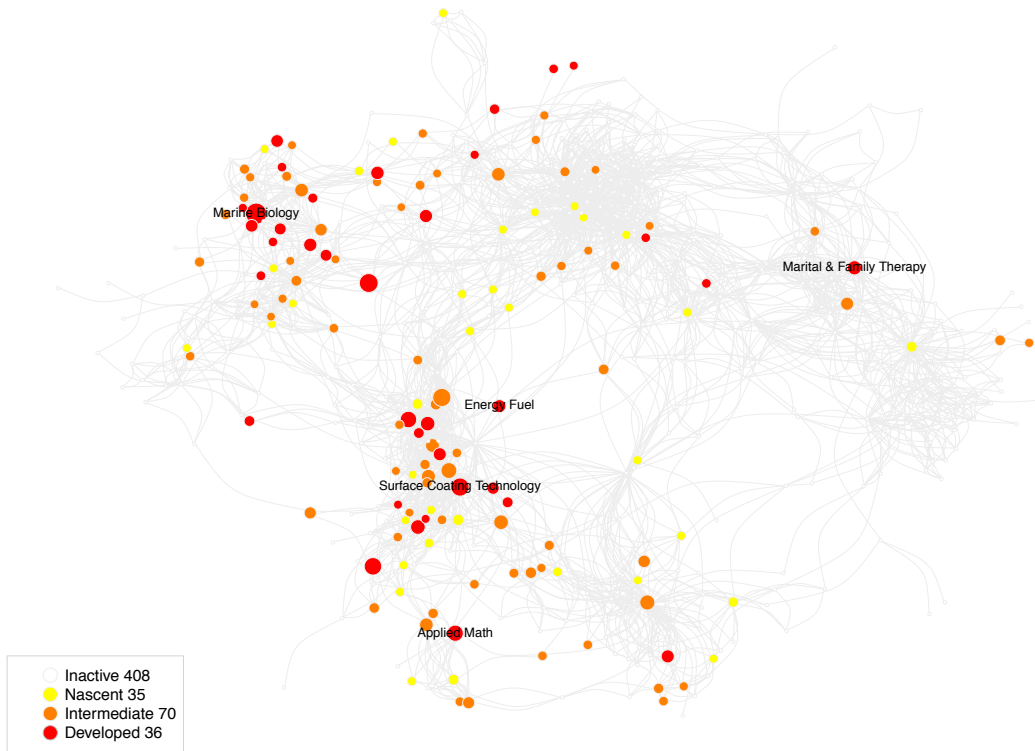 Marine Biology
Marital & Family Therapy
Energy Fuel
Surface Coating Technology
Applied Math
Inactive 408
Nascent 35
Intermediate 70
Developed 36